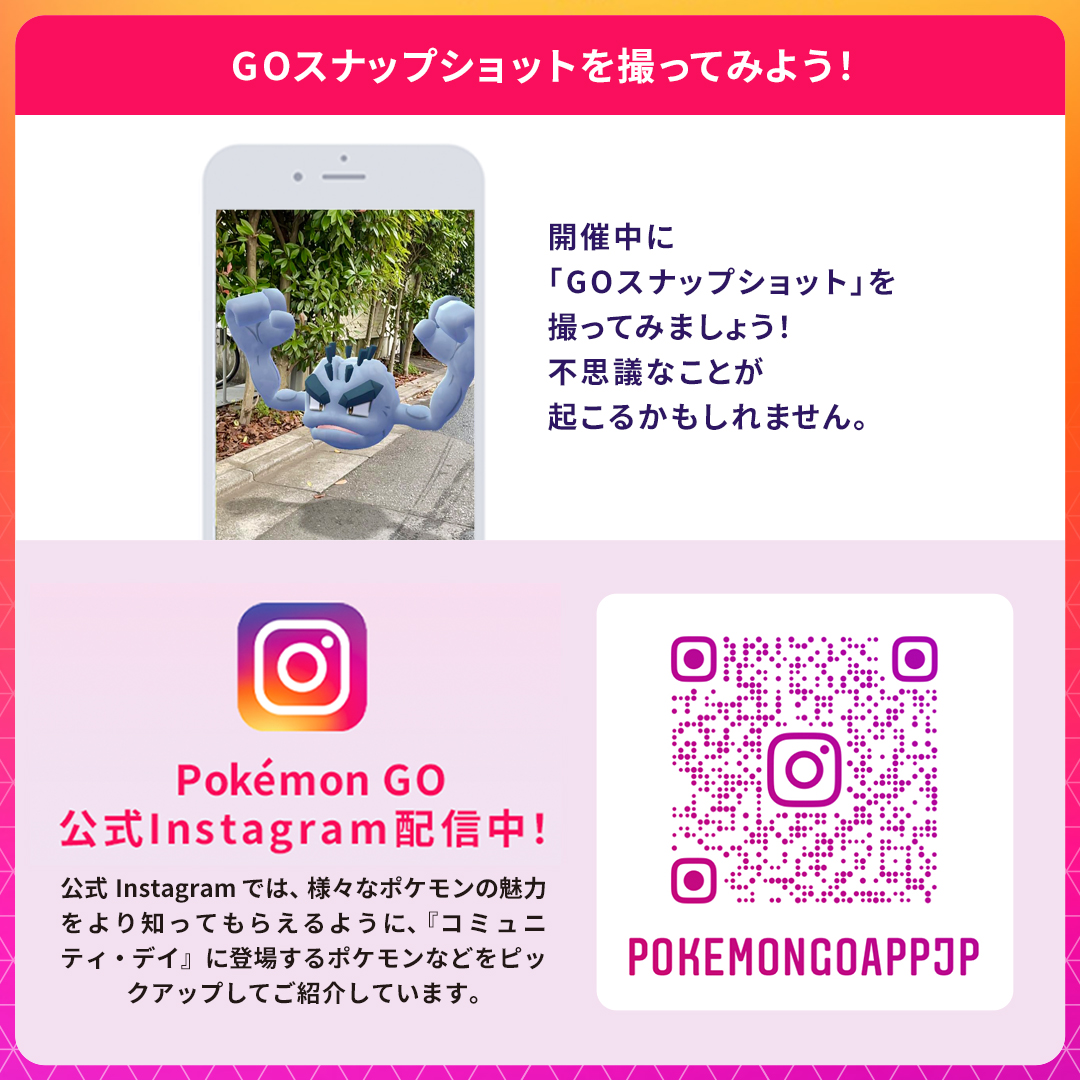 GOスナップショットを撮ってみよう！
開催中に
「GOスナップショット」を
撮ってみましょう！
不思議なことが
起こるかもしれません。
Pokémon GO
公式Instagram配信中！
公式 Instagram では、様々なポケモンの魅力
をより知ってもらえるように、『コミュニ
ティ・デイ』に登場するポケモンなどをピッ
クアップしてご紹介しています。
POKEMONGOAPPJP